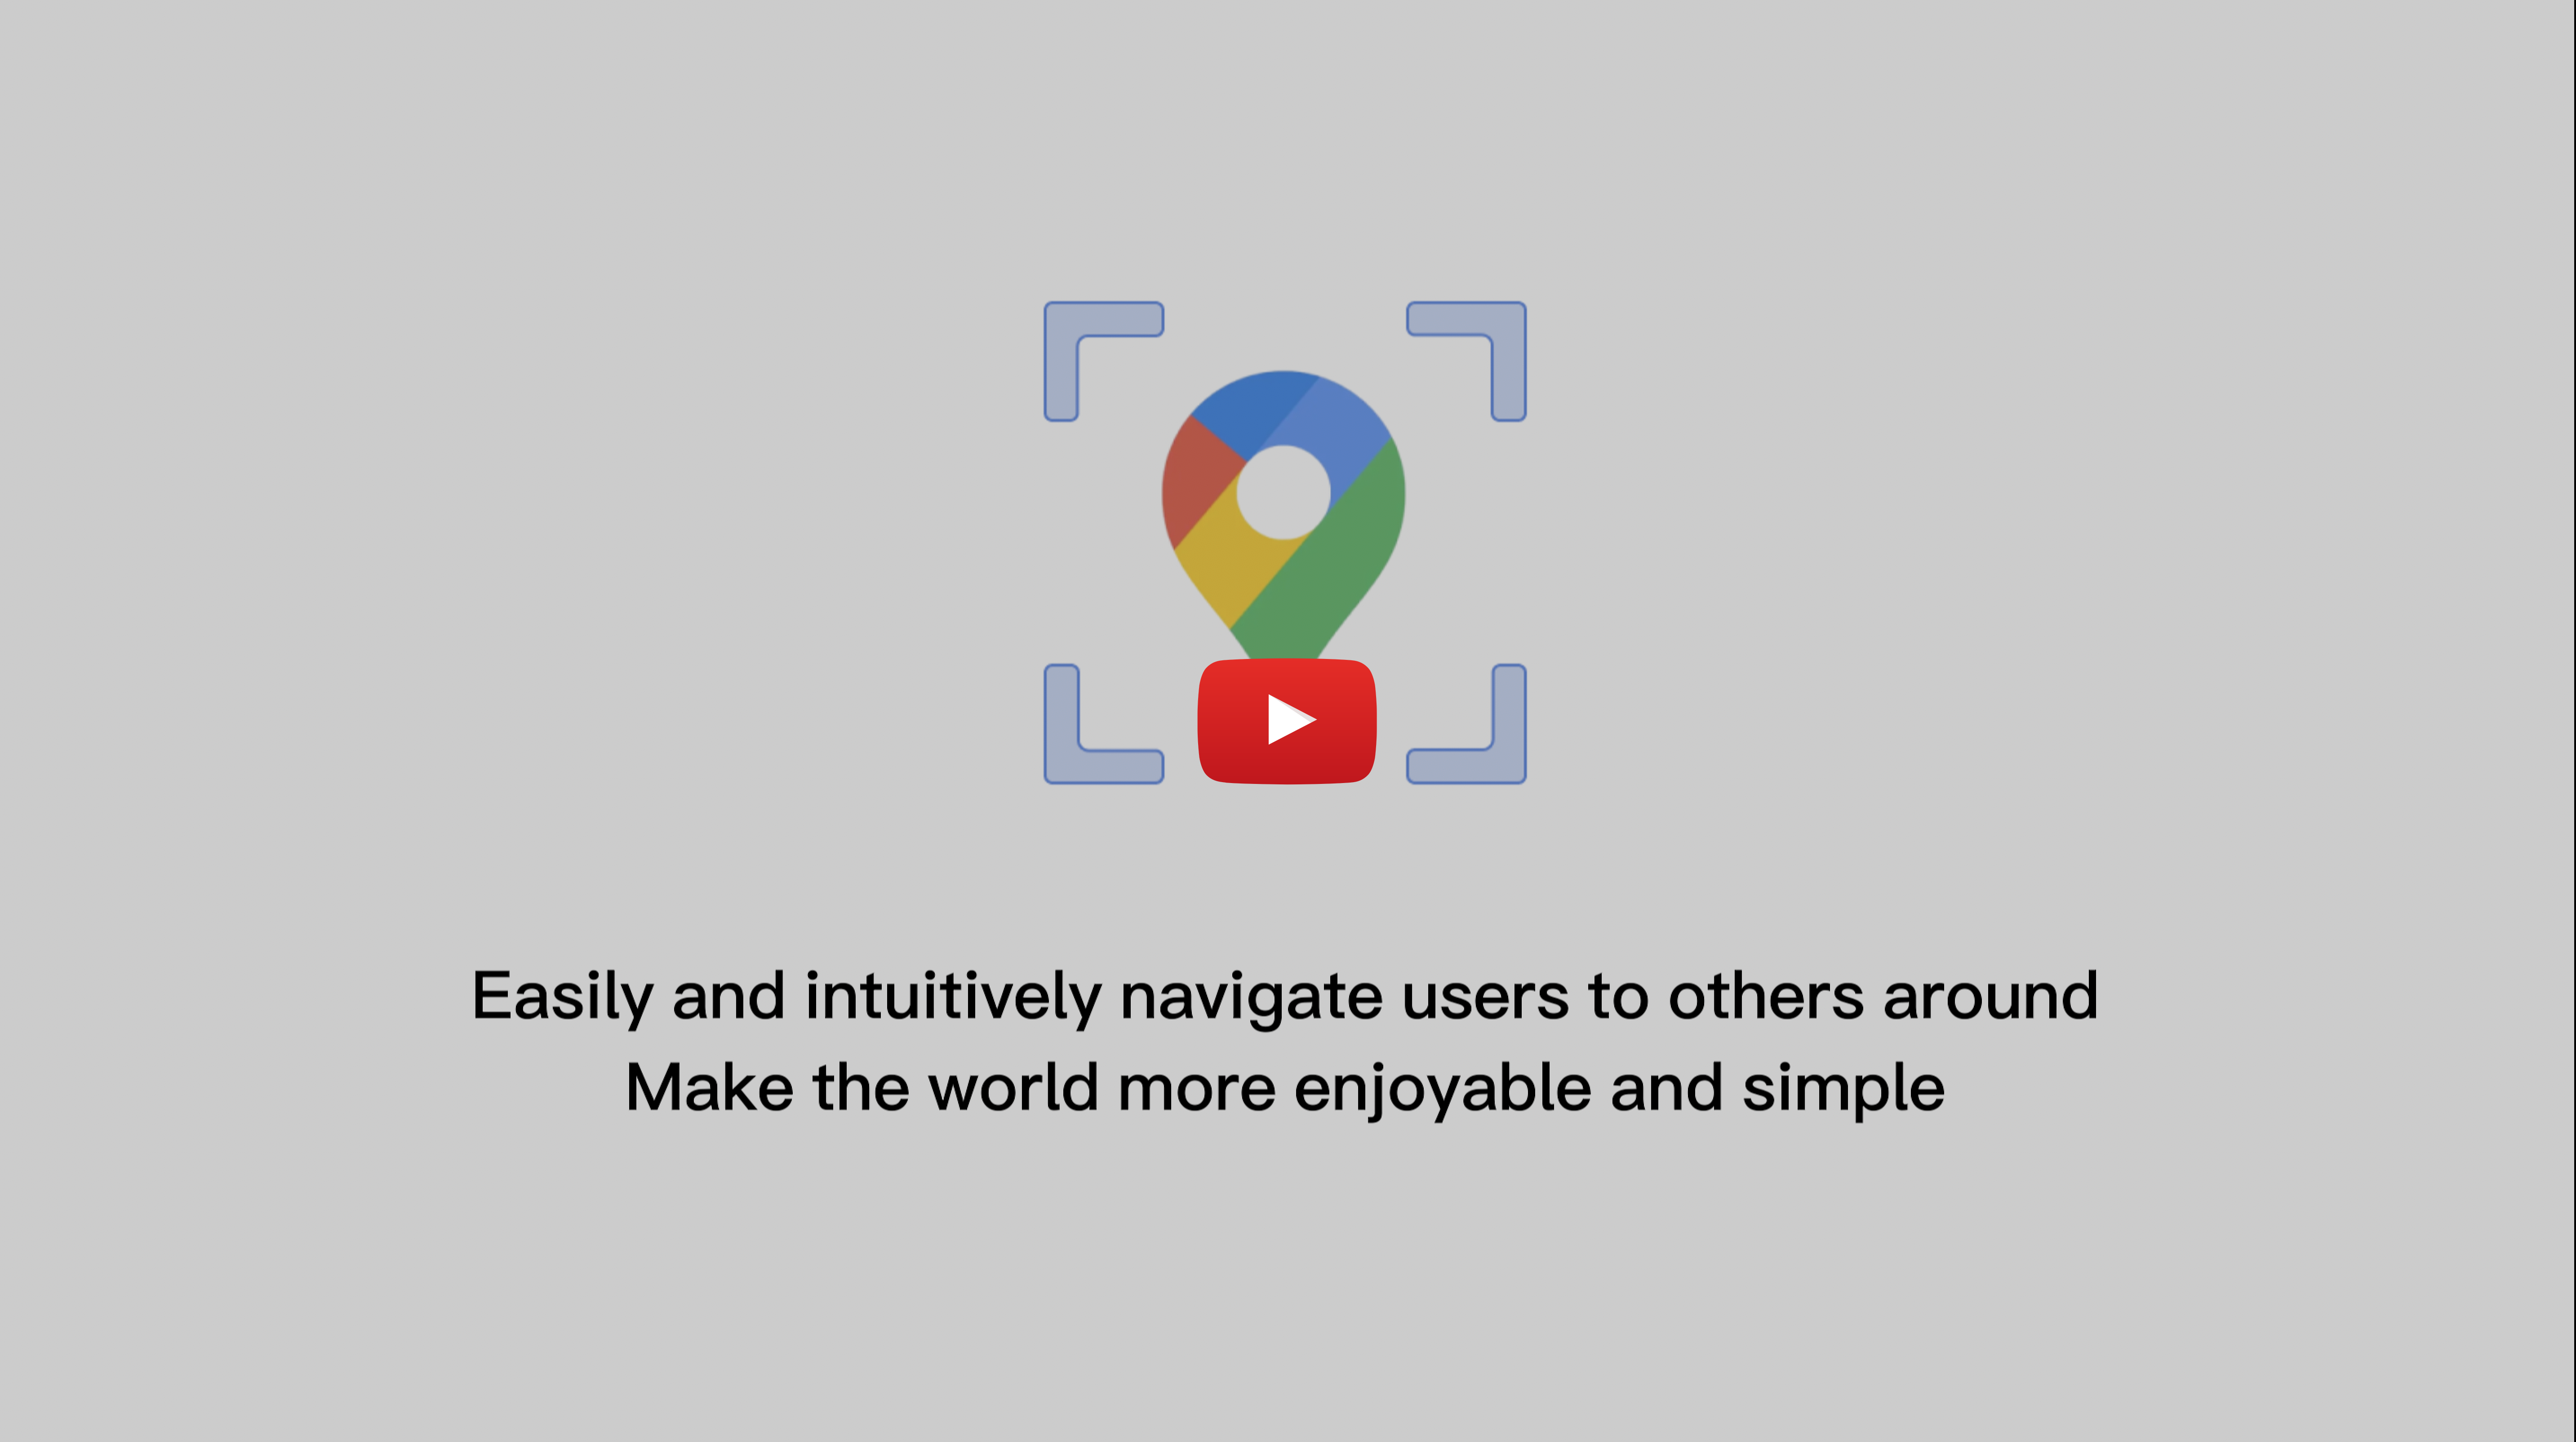 Easily and intuitively navigate users to others around
Make the world more enjoyable and simple